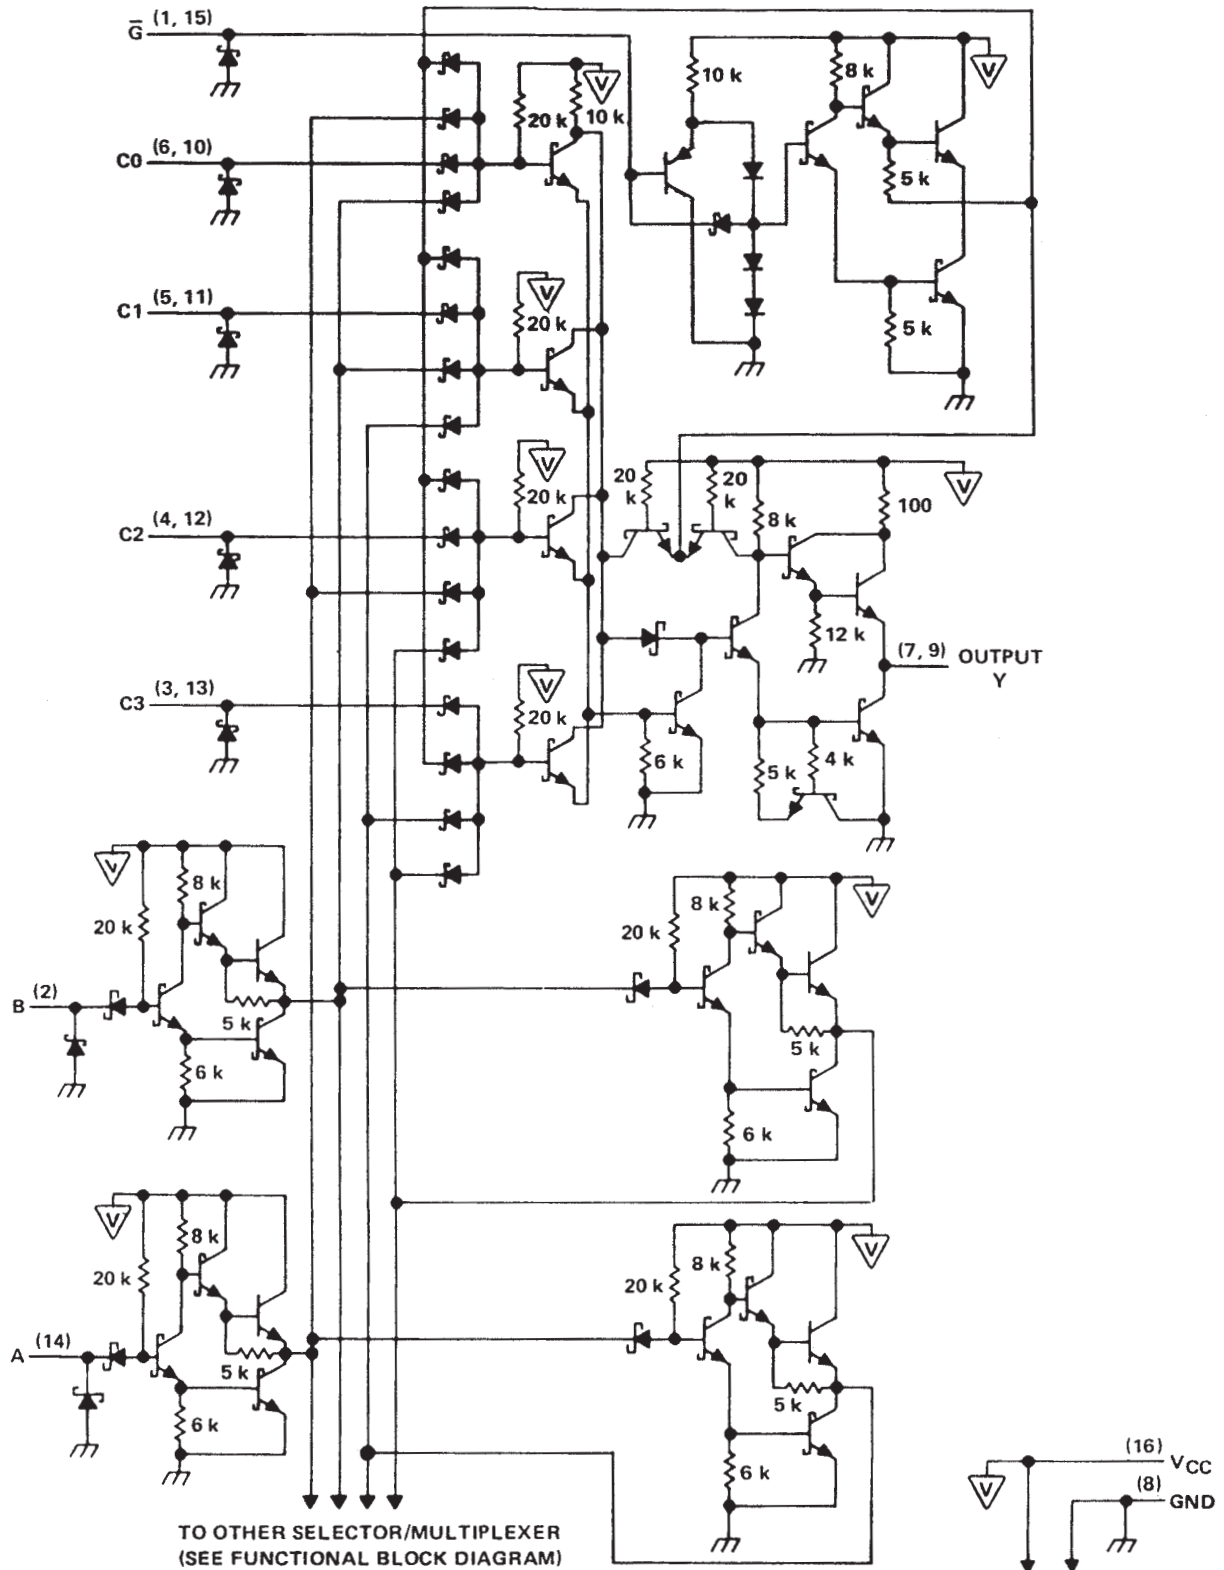 G̅ (1, 15)
V
10 k
8 k
V
20 k
10 k
C0 (6, 10)
5 k
C1 (5, 11)
V
20 k
5 k
V
20 k
20 k
V
20 k
8 k
100
C2 (4, 12)
12 k
(7, 9) OUTPUT Y
V
C3 (3, 13)
20 k
6 k
5 k
4 k
V
8 k
20 k
V
8 k
20 k
B (2)
5 k
5 k
6 k
6 k
V
8 k
20 k
V
8 k
20 k
A (14)
5 k
5 k
6 k
6 k
(16) VCC
V
(8) GND
TO OTHER SELECTOR/MULTIPLEXER
(SEE FUNCTIONAL BLOCK DIAGRAM)